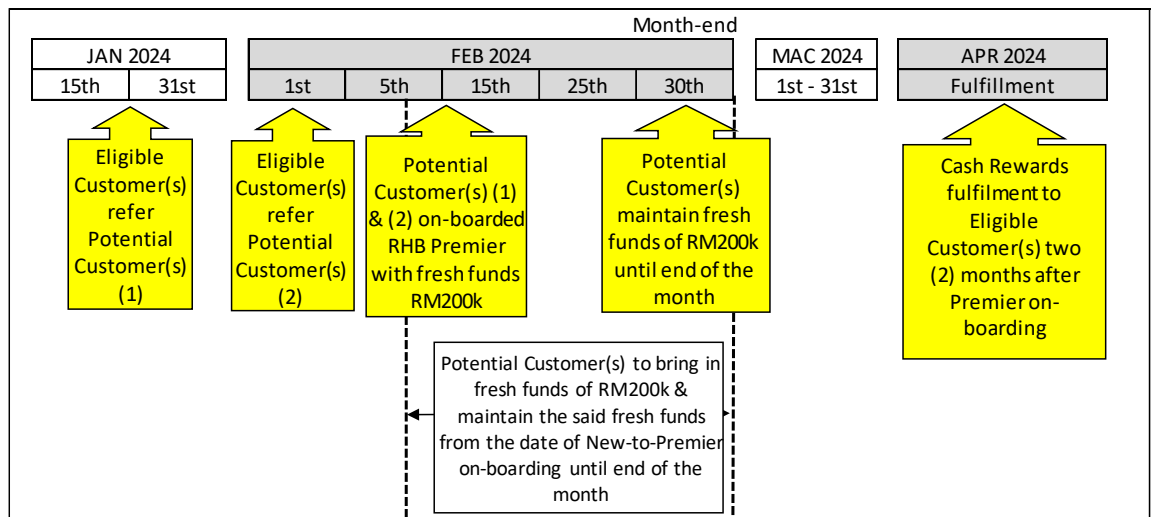 Month-end
JAN 2024
FEB 2024
MAC 2024
APR 2024
15th
31st
1st
5th
15th
25th
30th
1st - 31st
Fulfillment
Eligible
Customer(s)
refer
Potential
Customer(s)
(1)
Eligible
Customer(s)
refer
Potential
Customer(s)
(2)
Potential
Customer(s) (1)
& (2) on-boarded
RHB Premier
with fresh funds
RM200k
Potential
Customer(s)
maintain fresh
funds of RM200k
until end of the
month
Cash Rewards
fulfilment to
Eligible
Customer(s) two
(2) months after
Premier on-
boarding
Potential Customer(s) to bring in
fresh funds of RM200k &
maintain the said fresh funds
from the date of New-to-Premier
on-boarding until end of the
month